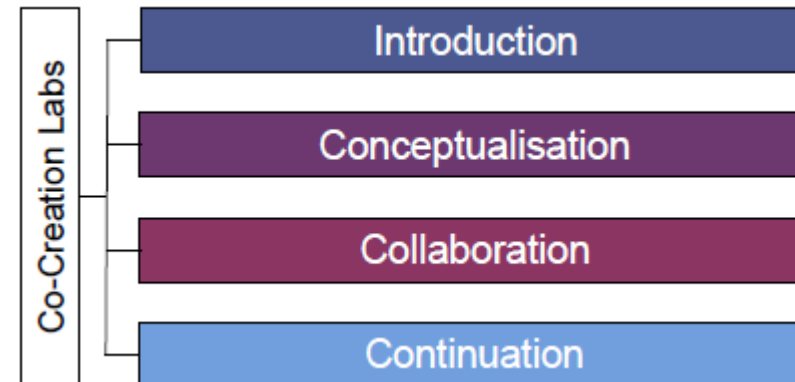 Co-Creation Labs
Introduction
Conceptualisation
Collaboration
Continuation